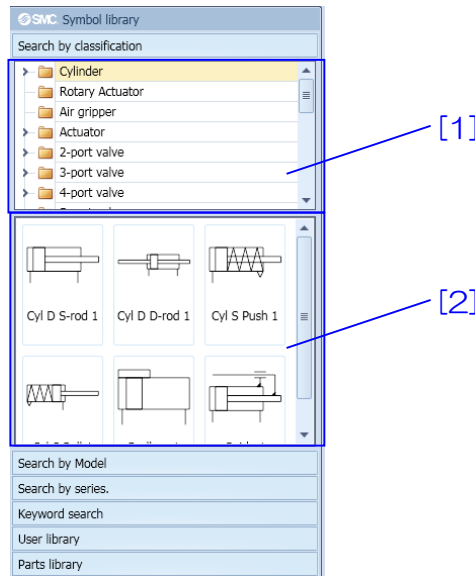 SMC Symbol library
Search by classification
Cylinder
Rotary Actuator
Air gripper
Actuator
2-port valve
3-port valve
4-port valve
[1]
Cyl D S-rod 1 Cyl D D-rod 1 Cyl S Push 1
[2]
Search by Model
Search by series.
Keyword search
User library
Parts library